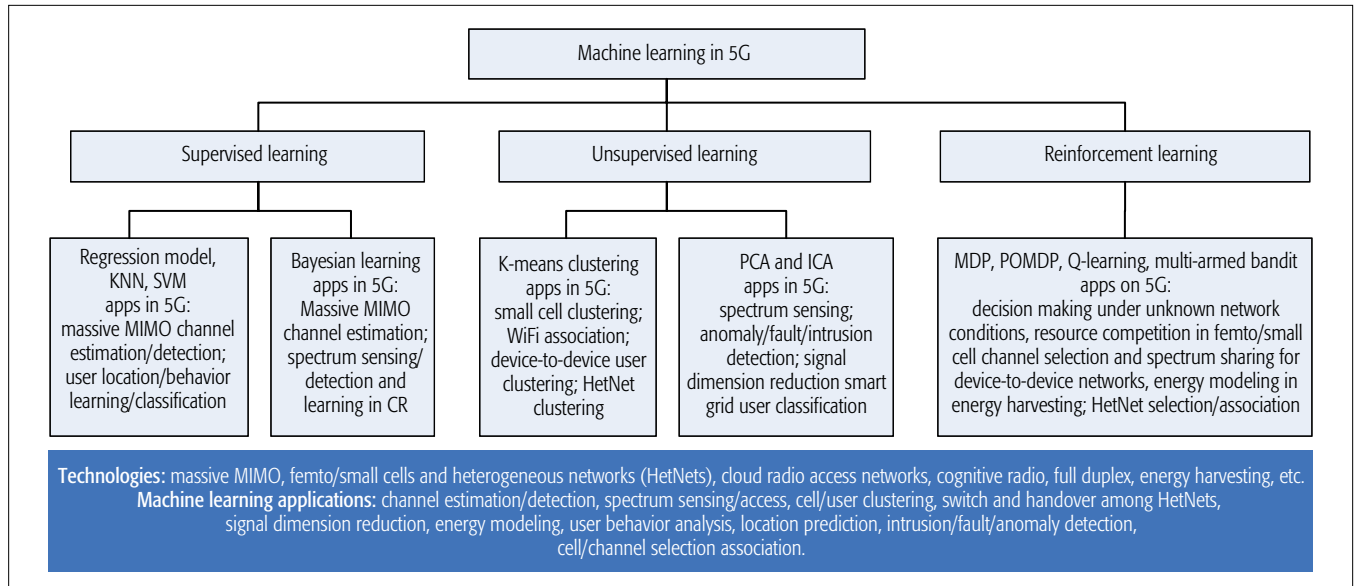 Machine learning in 5G
Supervised learning
Unsupervised learning
Reinforcement learning
Regression model,
KNN, SVM
apps in 5G:
massive MIMO channel
estimation/detection;
user location/behavior
learning/classification
Bayesian learning
apps in 5G:
Massive MIMO
channel estimation;
spectrum sensing/
detection and
learning in CR
K-means clustering
apps in 5G:
small cell clustering;
WiFi association;
device-to-device user
clustering; HetNet
clustering
PCA and ICA
apps in 5G:
spectrum sensing;
anomaly/fault/intrusion
detection; signal
dimension reduction smart
grid user classification
MDP, POMDP, Q-learning, multi-armed bandit
apps on 5G:
decision making under unknown network
conditions, resource competition in femto/small
cell channel selection and spectrum sharing for
device-to-device networks, energy modeling in
energy harvesting; HetNet selection/association
Technologies: massive MIMO, femto/small cells and heterogeneous networks (HetNets), cloud radio access networks, cognitive radio, full duplex, energy harvesting, etc.
Machine learning applications: channel estimation/detection, spectrum sensing/access, cell/user clustering, switch and handover among HetNets,
signal dimension reduction, energy modeling, user behavior analysis, location prediction, intrusion/fault/anomaly detection,
cell/channel selection association.